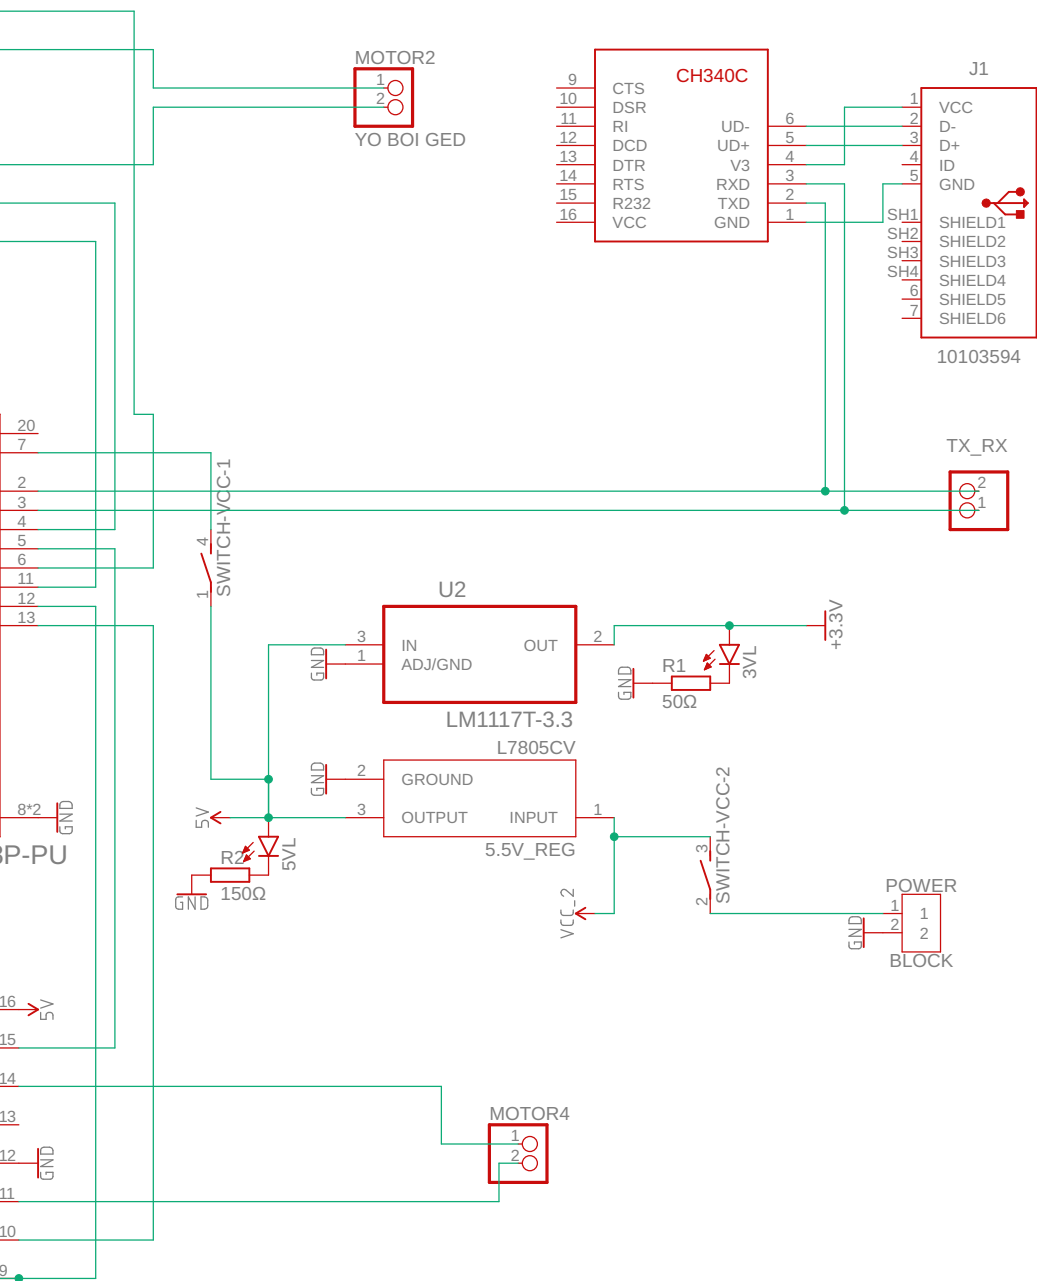 MOTOR2
1
2
YO BOI GED
CH340C
9 CTS
10 DSR
11 RI
12 DCD
13 DTR
14 RTS
15 R232
16 VCC
UD- 6
UD+ 5
V3 4
RXD 3
TXD 2
GND 1
J1
1 VCC
2 D-
3 D+
4 ID
5 GND
SH1 SHIELD1
SH2 SHIELD2
SH3 SHIELD3
SH4 SHIELD4
6 SHIELD5
7 SHIELD6
10103594
20
7
2
3
4
5
6
11
12
13
8*2
GND
3P-PU
SWITCH-VCC-1
4
1
TX_RX
2
1
U2
3 IN
1 ADJ/GND
OUT 2
GND
LM1117T-3.3
+3.3V
3VL
R1
50Ω
GND
L7805CV
2 GROUND
3 OUTPUT
INPUT 1
GND
5.5V_REG
5V
5VL
R2
150Ω
GND
SWITCH-VCC-2
3
2
VCC_2
POWER
1 1
2 2
GND
BLOCK
16
5V
15
14
13
12
GND
11
10
9
MOTOR4
1
2